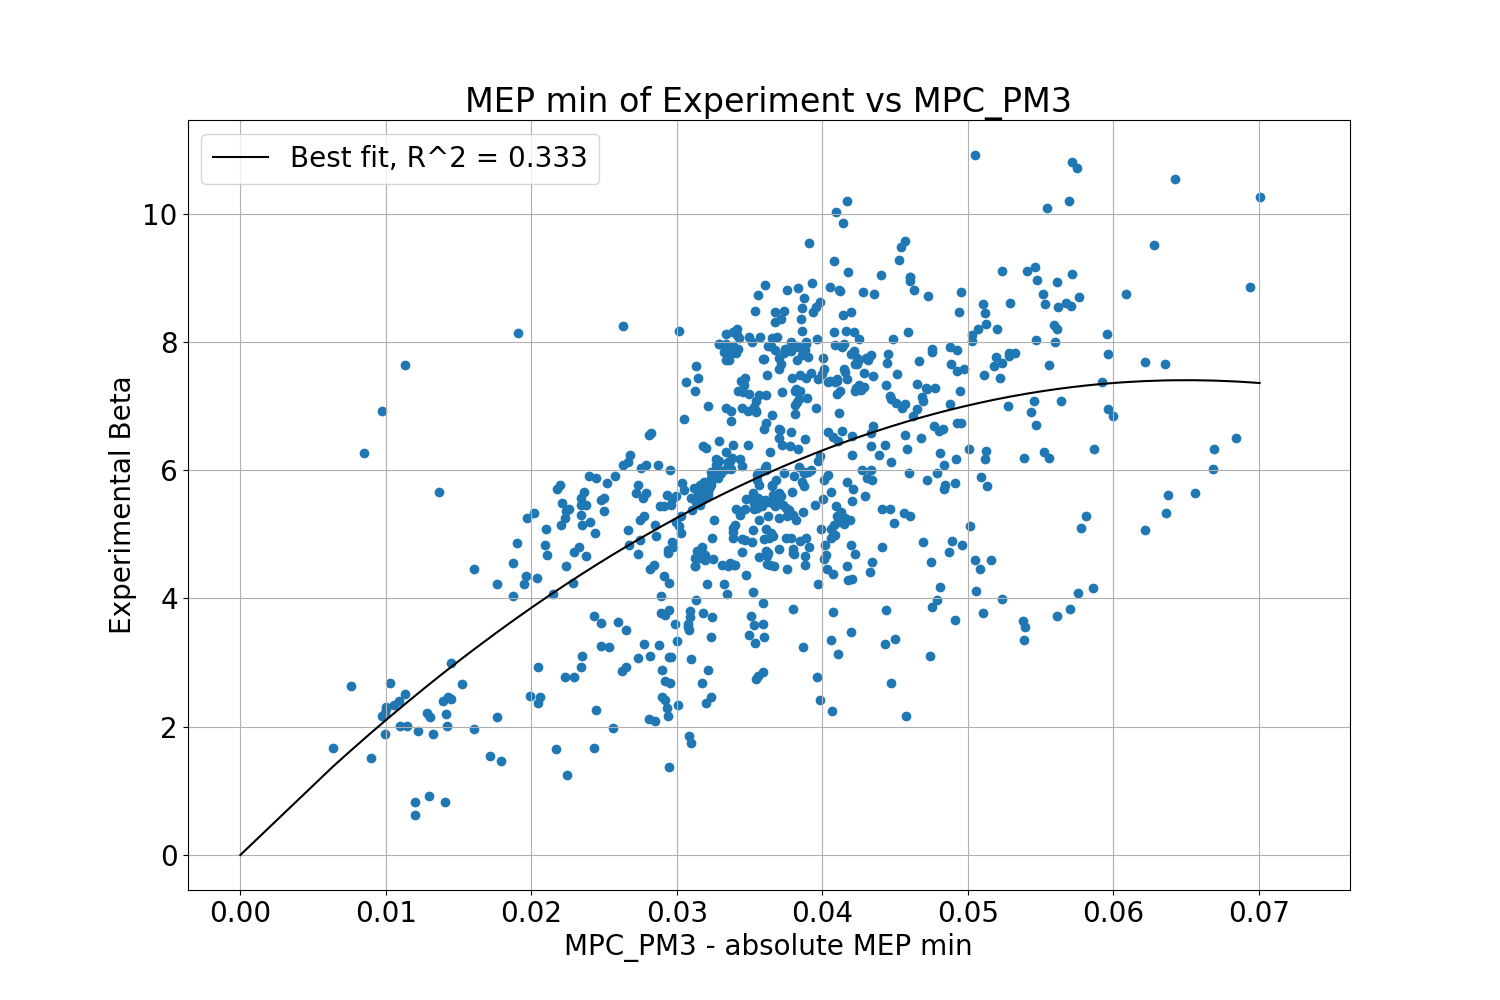 MEP min of Experiment vs MPC_PM3
Best fit, R^2 = 0.333
Experimental Beta
10
8
6
4
2
0
0.00 0.01 0.02 0.03 0.04 0.05 0.06 0.07
MPC_PM3 - absolute MEP min